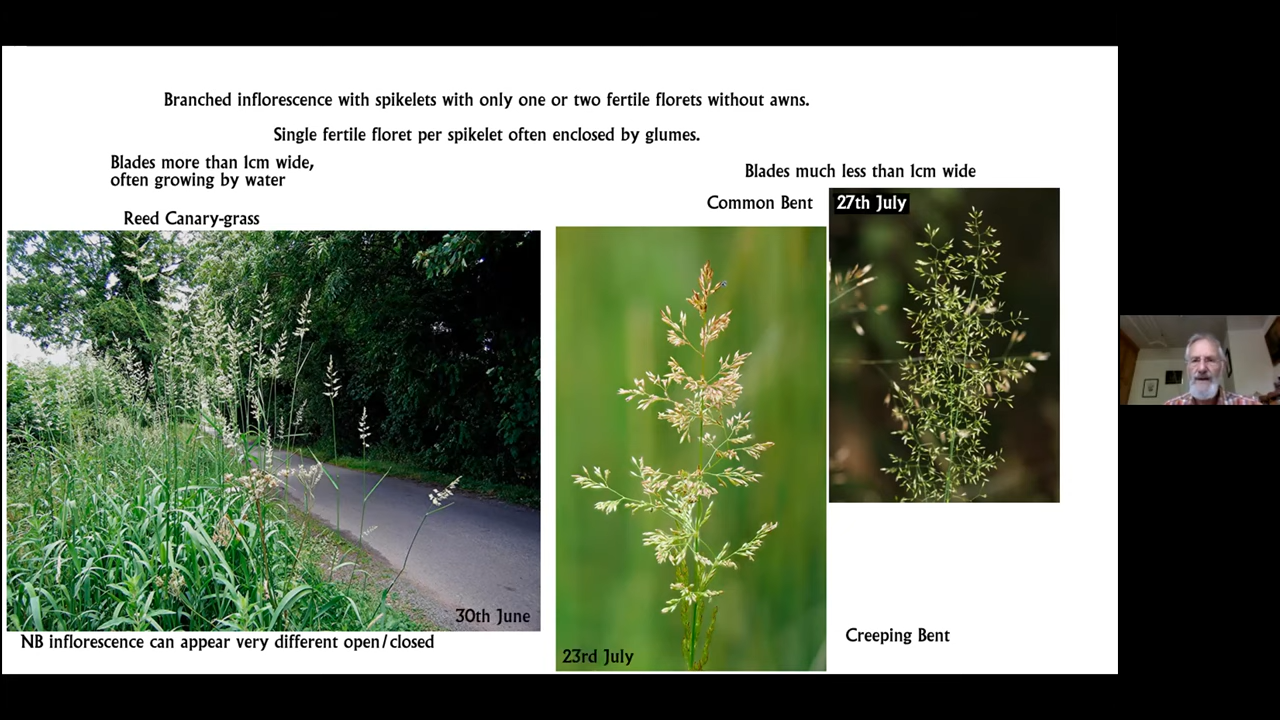 Branched inflorescence with spikelets with only one or two fertile florets without awns.
Single fertile floret per spikelet often enclosed by glumes.
Blades more than 1cm wide,
often growing by water
Blades much less than 1cm wide
Reed Canary-grass
Common Bent
27th July
30th June
NB inflorescence can appear very different open/closed
23rd July
Creeping Bent